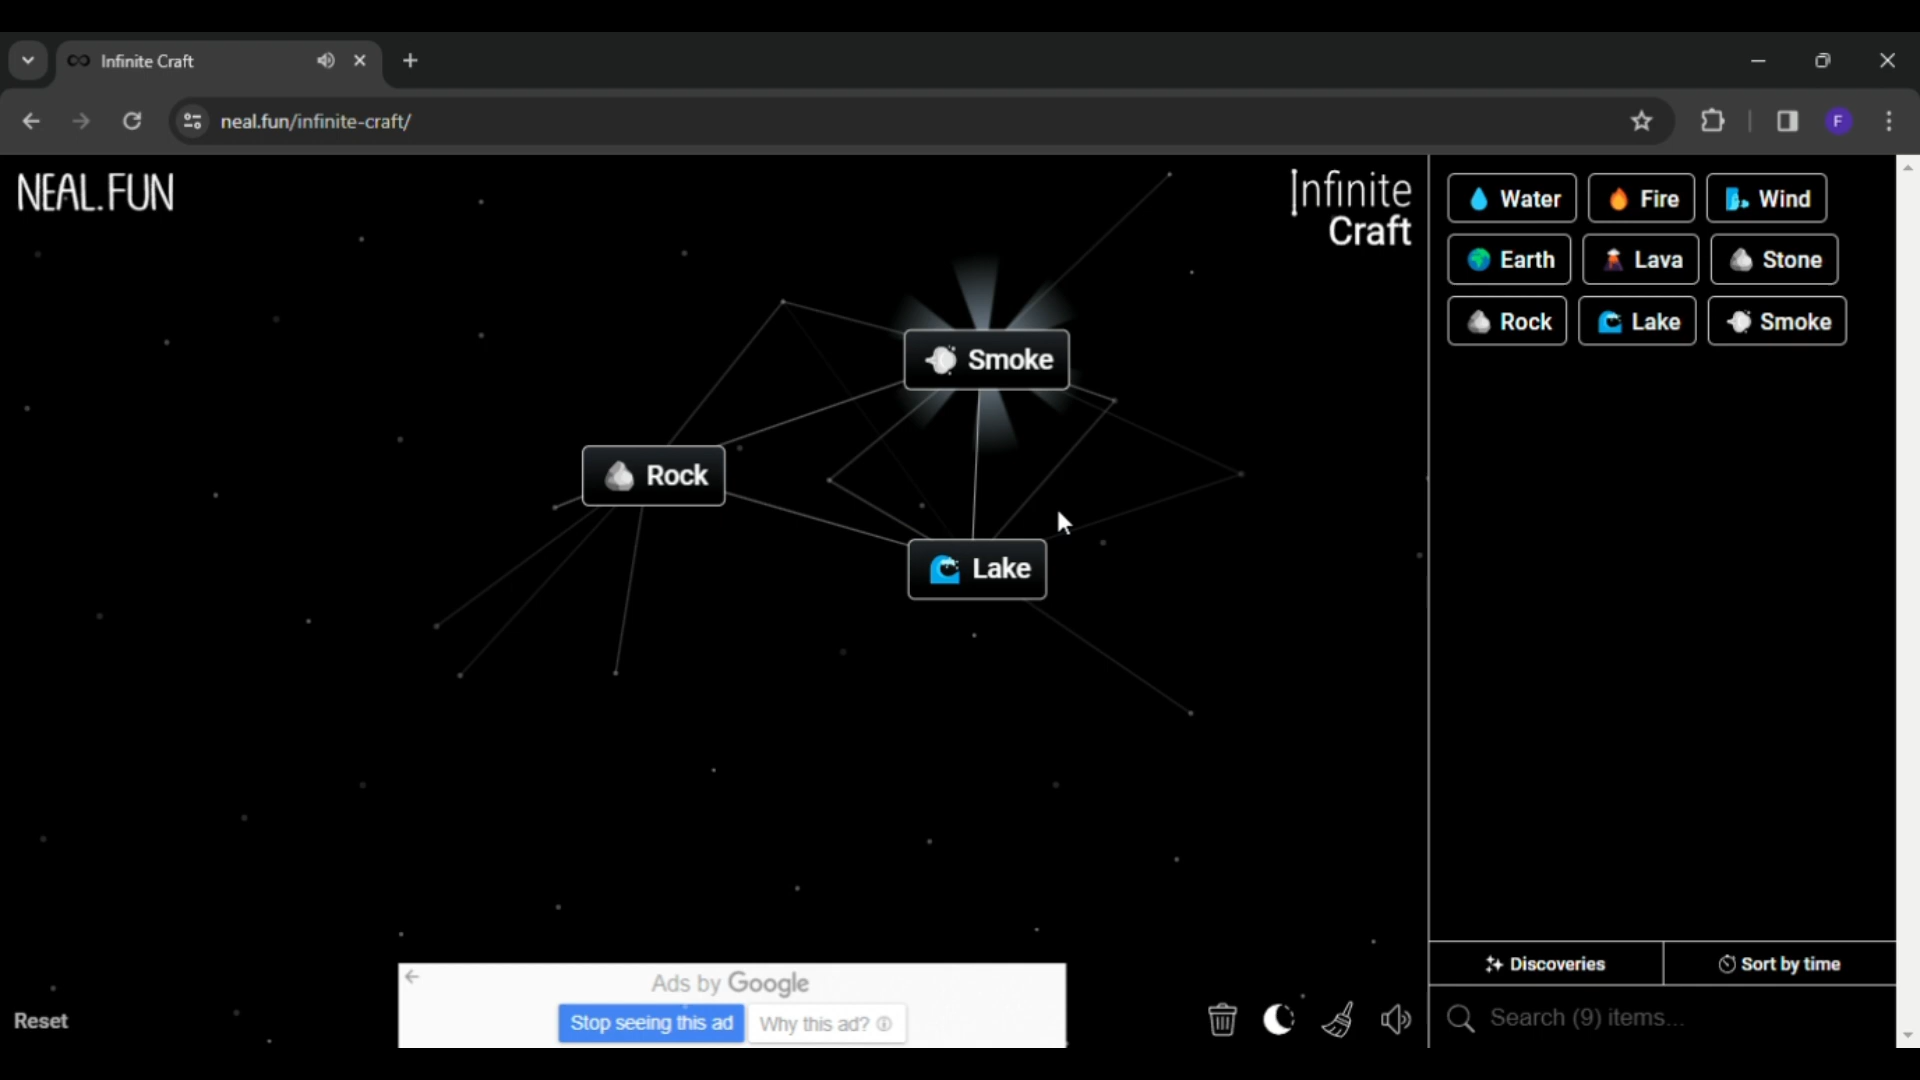 Infinite Craft
neal.fun/infinite-craft/
F
NEAL.FUN
Infinite
Craft
Water
Fire
Wind
Earth
Lava
Stone
Rock
Lake
Smoke
Smoke
Rock
Lake
Discoveries
Sort by time
Ads by Google
Stop seeing this ad
Why this ad?
Reset
Search (9) items...